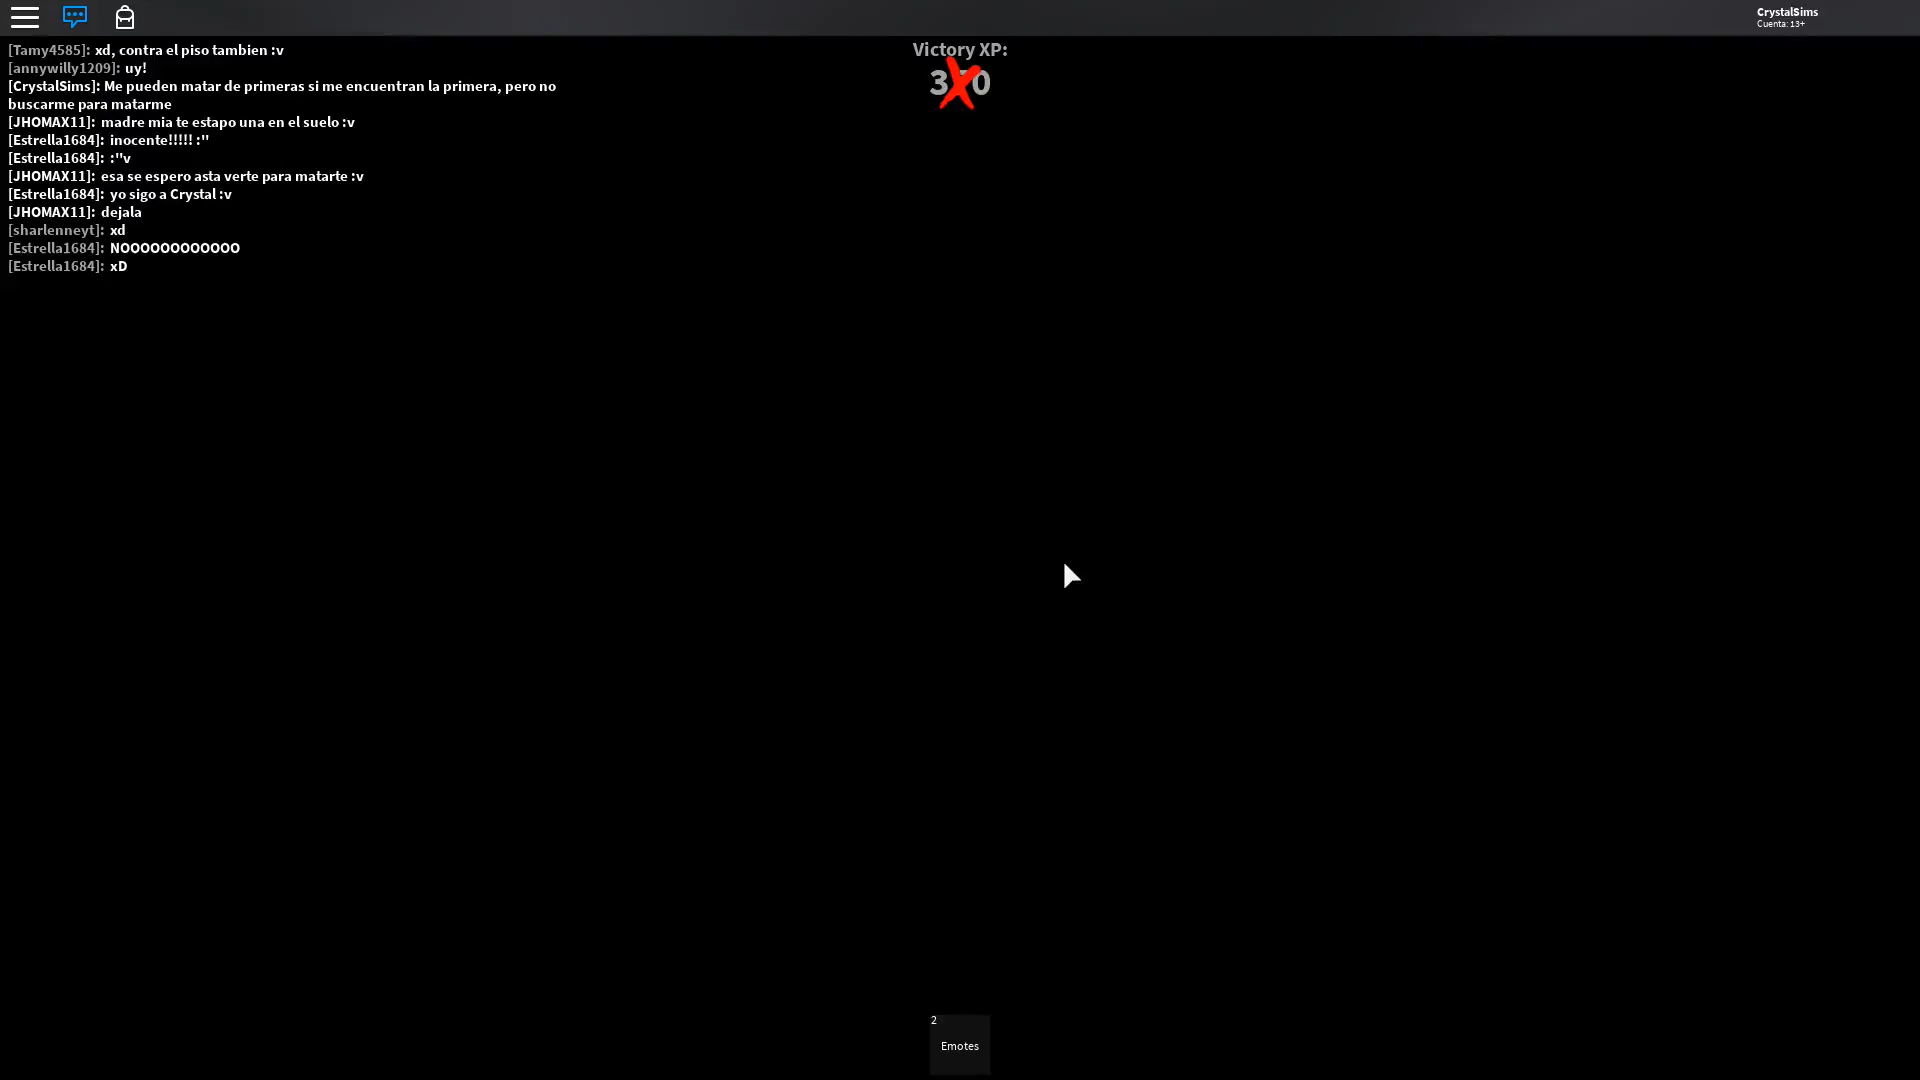 CrystalSims
Cuenta: 13+
[Tamy4585]: xd, contra el piso tambien :v
[annywilly1209]: uy!
[CrystalSims]: Me pueden matar de primeras si me encuentran la primera, pero no
buscarme para matarme
[JHOMAX11]: madre mia te estapo una en el suelo :v
[Estrella1684]: inocente!!!!! :"
[Estrella1684]: :"v
[JHOMAX11]: esa se espero asta verte para matarte :v
[Estrella1684]: yo sigo a Crystal :v
[JHOMAX11]: dejala
[sharlenneyt]: xd
[Estrella1684]: NOOOOOOOOOOOO
[Estrella1684]: xD
Victory XP:
2
Emotes